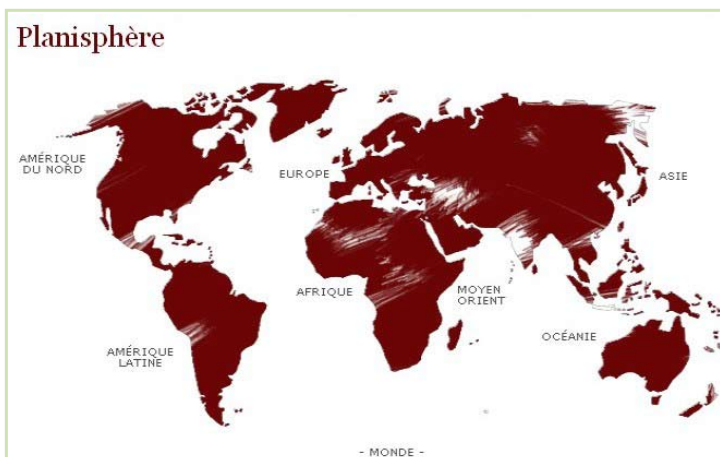 Planisphère
AMÉRIQUE
DU NORD
EUROPE
ASIE
AFRIQUE
MOYEN
ORIENT
OCÉANIE
AMÉRIQUE
LATINE
- MONDE -